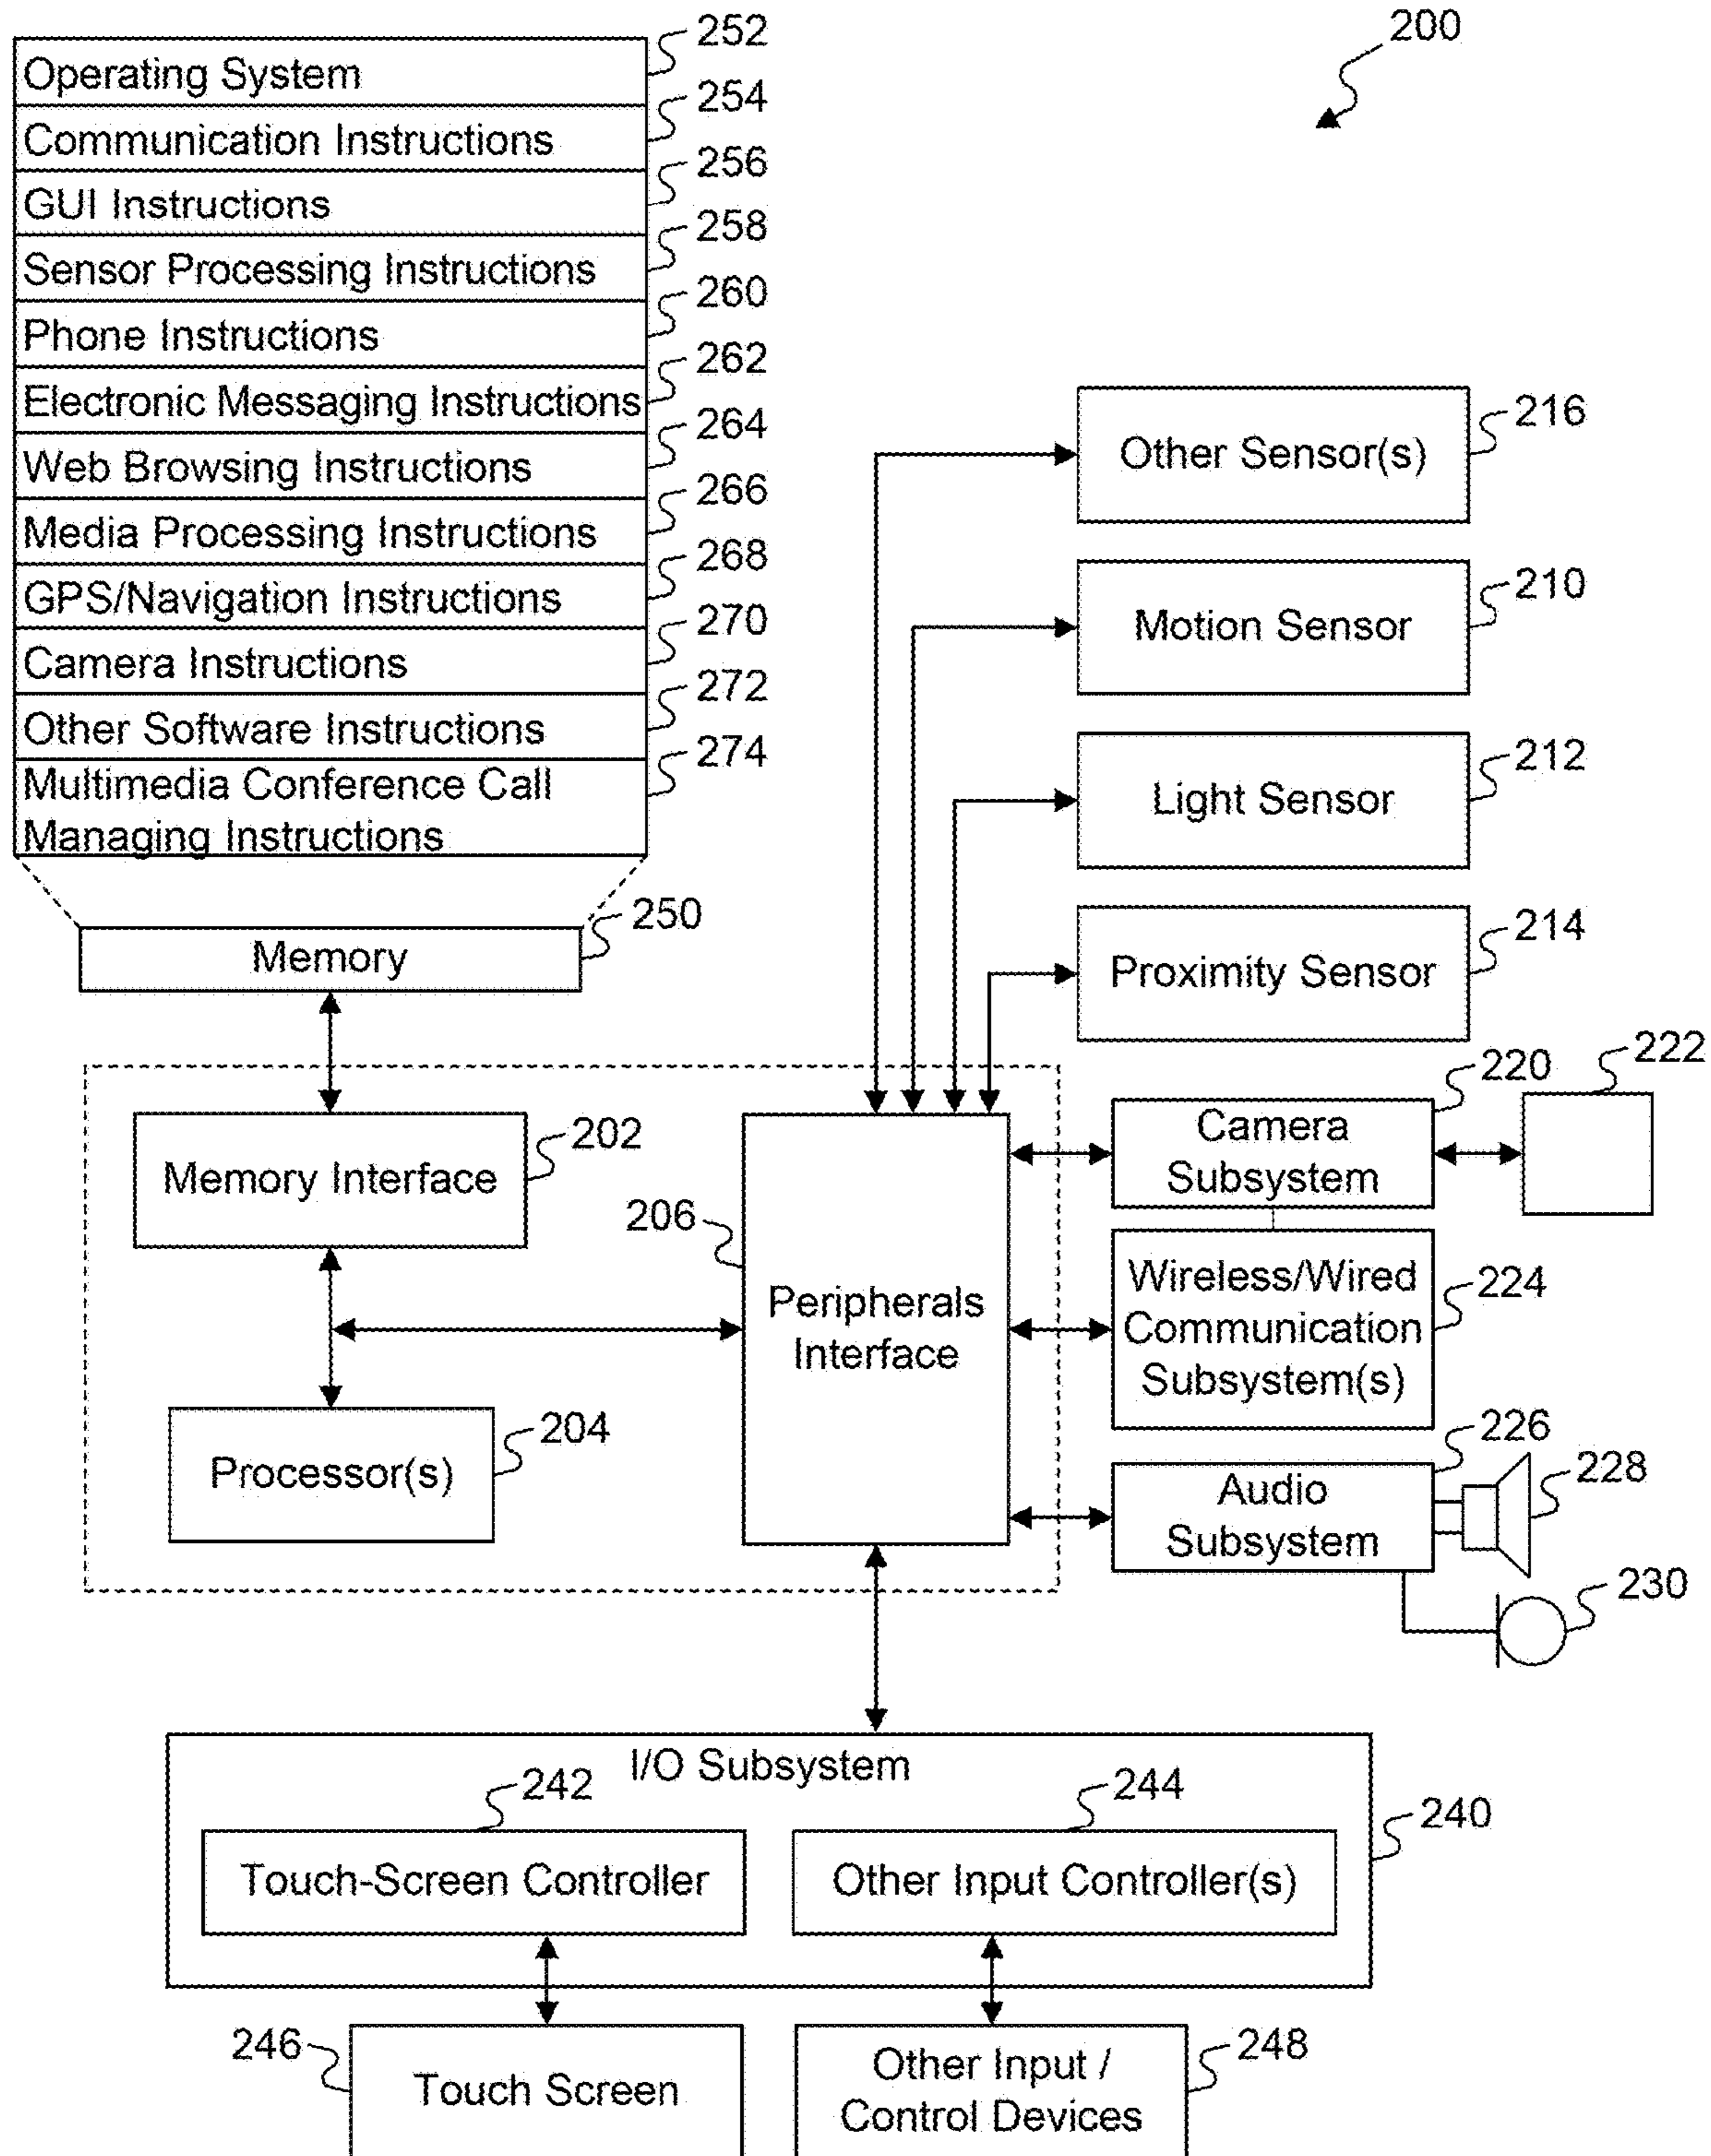 200
Operating System 252
Communication Instructions 254
GUI Instructions 256
Sensor Processing Instructions 258
Phone Instructions 260
Electronic Messaging Instructions 262
Web Browsing Instructions 264
Media Processing Instructions 266
GPS/Navigation Instructions 268
Camera Instructions 270
Other Software Instructions 272
Multimedia Conference Call 274
Managing Instructions
Memory 250
Other Sensor(s) 216
Motion Sensor 210
Light Sensor 212
Proximity Sensor 214
Memory Interface 202
Processor(s) 204
206
Peripherals
Interface
Camera 220
Subsystem
222
Wireless/Wired
Communication 224
Subsystem(s)
Audio 226
Subsystem
228
230
I/O Subsystem
240
242
Touch-Screen Controller
244
Other Input Controller(s)
246
Touch Screen
Other Input / 248
Control Devices